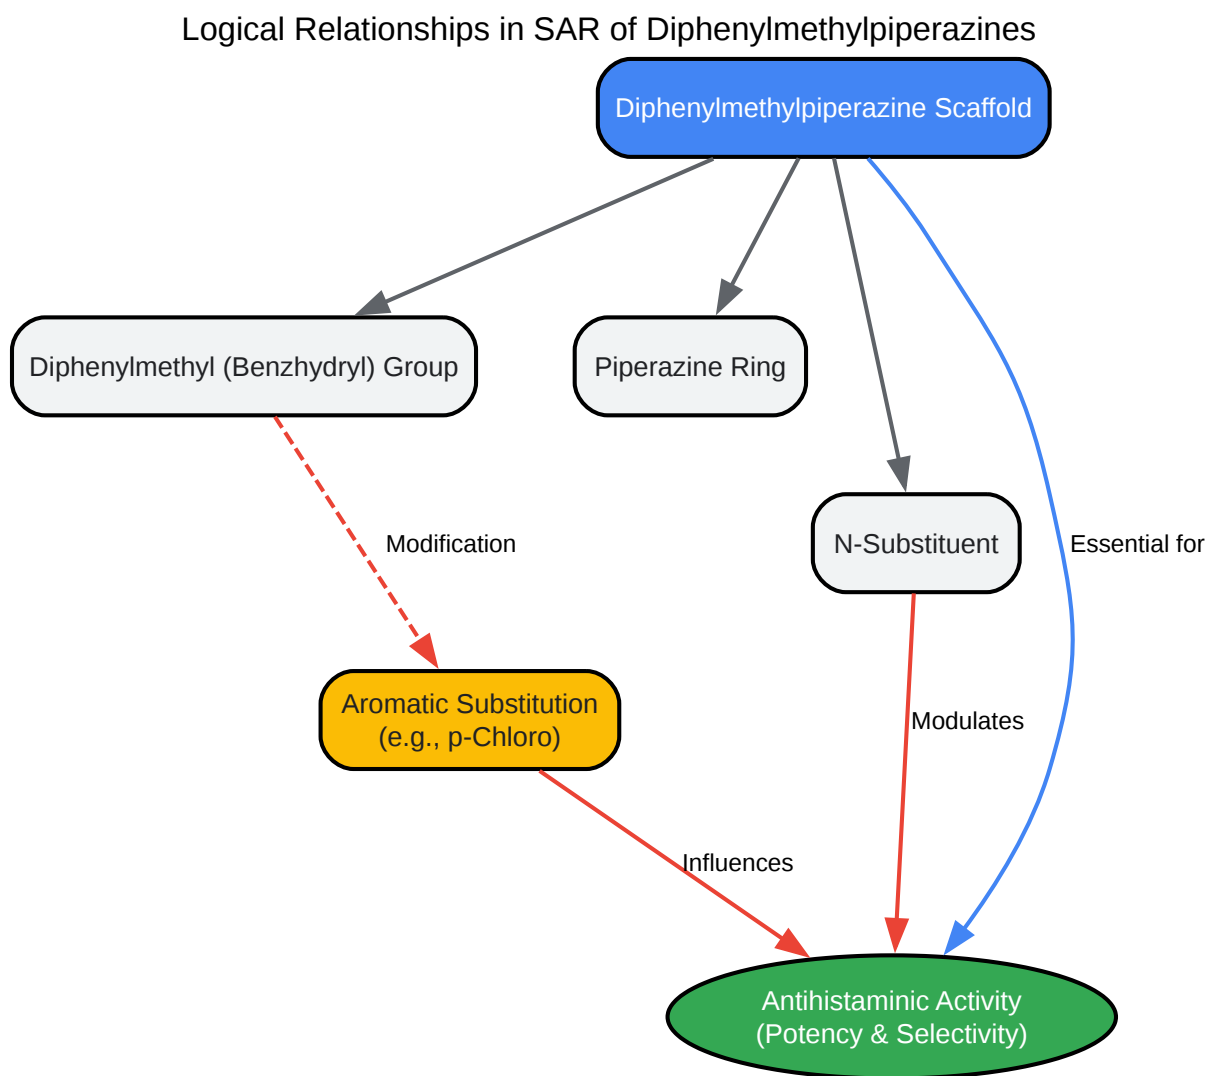 Logical Relationships in SAR of Diphenylmethylpiperazines
Diphenylmethylpiperazine Scaffold
Diphenylmethyl (Benzhydryl) Group
Piperazine Ring
Modification
N-Substituent
Essential for
Aromatic Substitution
(e.g., p-Chloro)
Modulates
Influences
Antihistaminic Activity
(Potency & Selectivity)